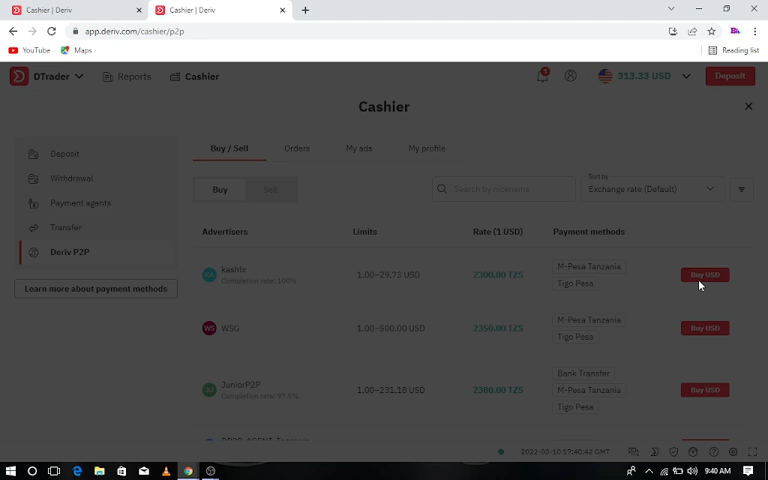 Cashier | Deriv
Cashier | Deriv
app.deriv.com/cashier/p2p
YouTube Maps Reading list
DTrader Reports Cashier 1 313.33 USD Deposit
Cashier
Deposit
Withdrawal
Payment agents
Transfer
Deriv P2P
Learn more about payment methods
Buy / Sell Orders My ads My profile
Buy Sell Search by nickname Sort by Exchange rate (Default)
Advertisers Limits Rate (1 USD) Payment methods
kashfx 1.00–29.73 USD 2300.00 TZS M-Pesa Tanzania Buy USD
Completion rate: 100% Tigo Pesa
WS WSG 1.00–500.00 USD 2350.00 TZS M-Pesa Tanzania Buy USD
Tigo Pesa
Bank Transfer
JuniorP2P 1.00–231.18 USD 2380.00 TZS M-Pesa Tanzania Buy USD
Completion rate: 97.5% Tigo Pesa
2022-03-10 17:40:42 GMT
9:40 AM